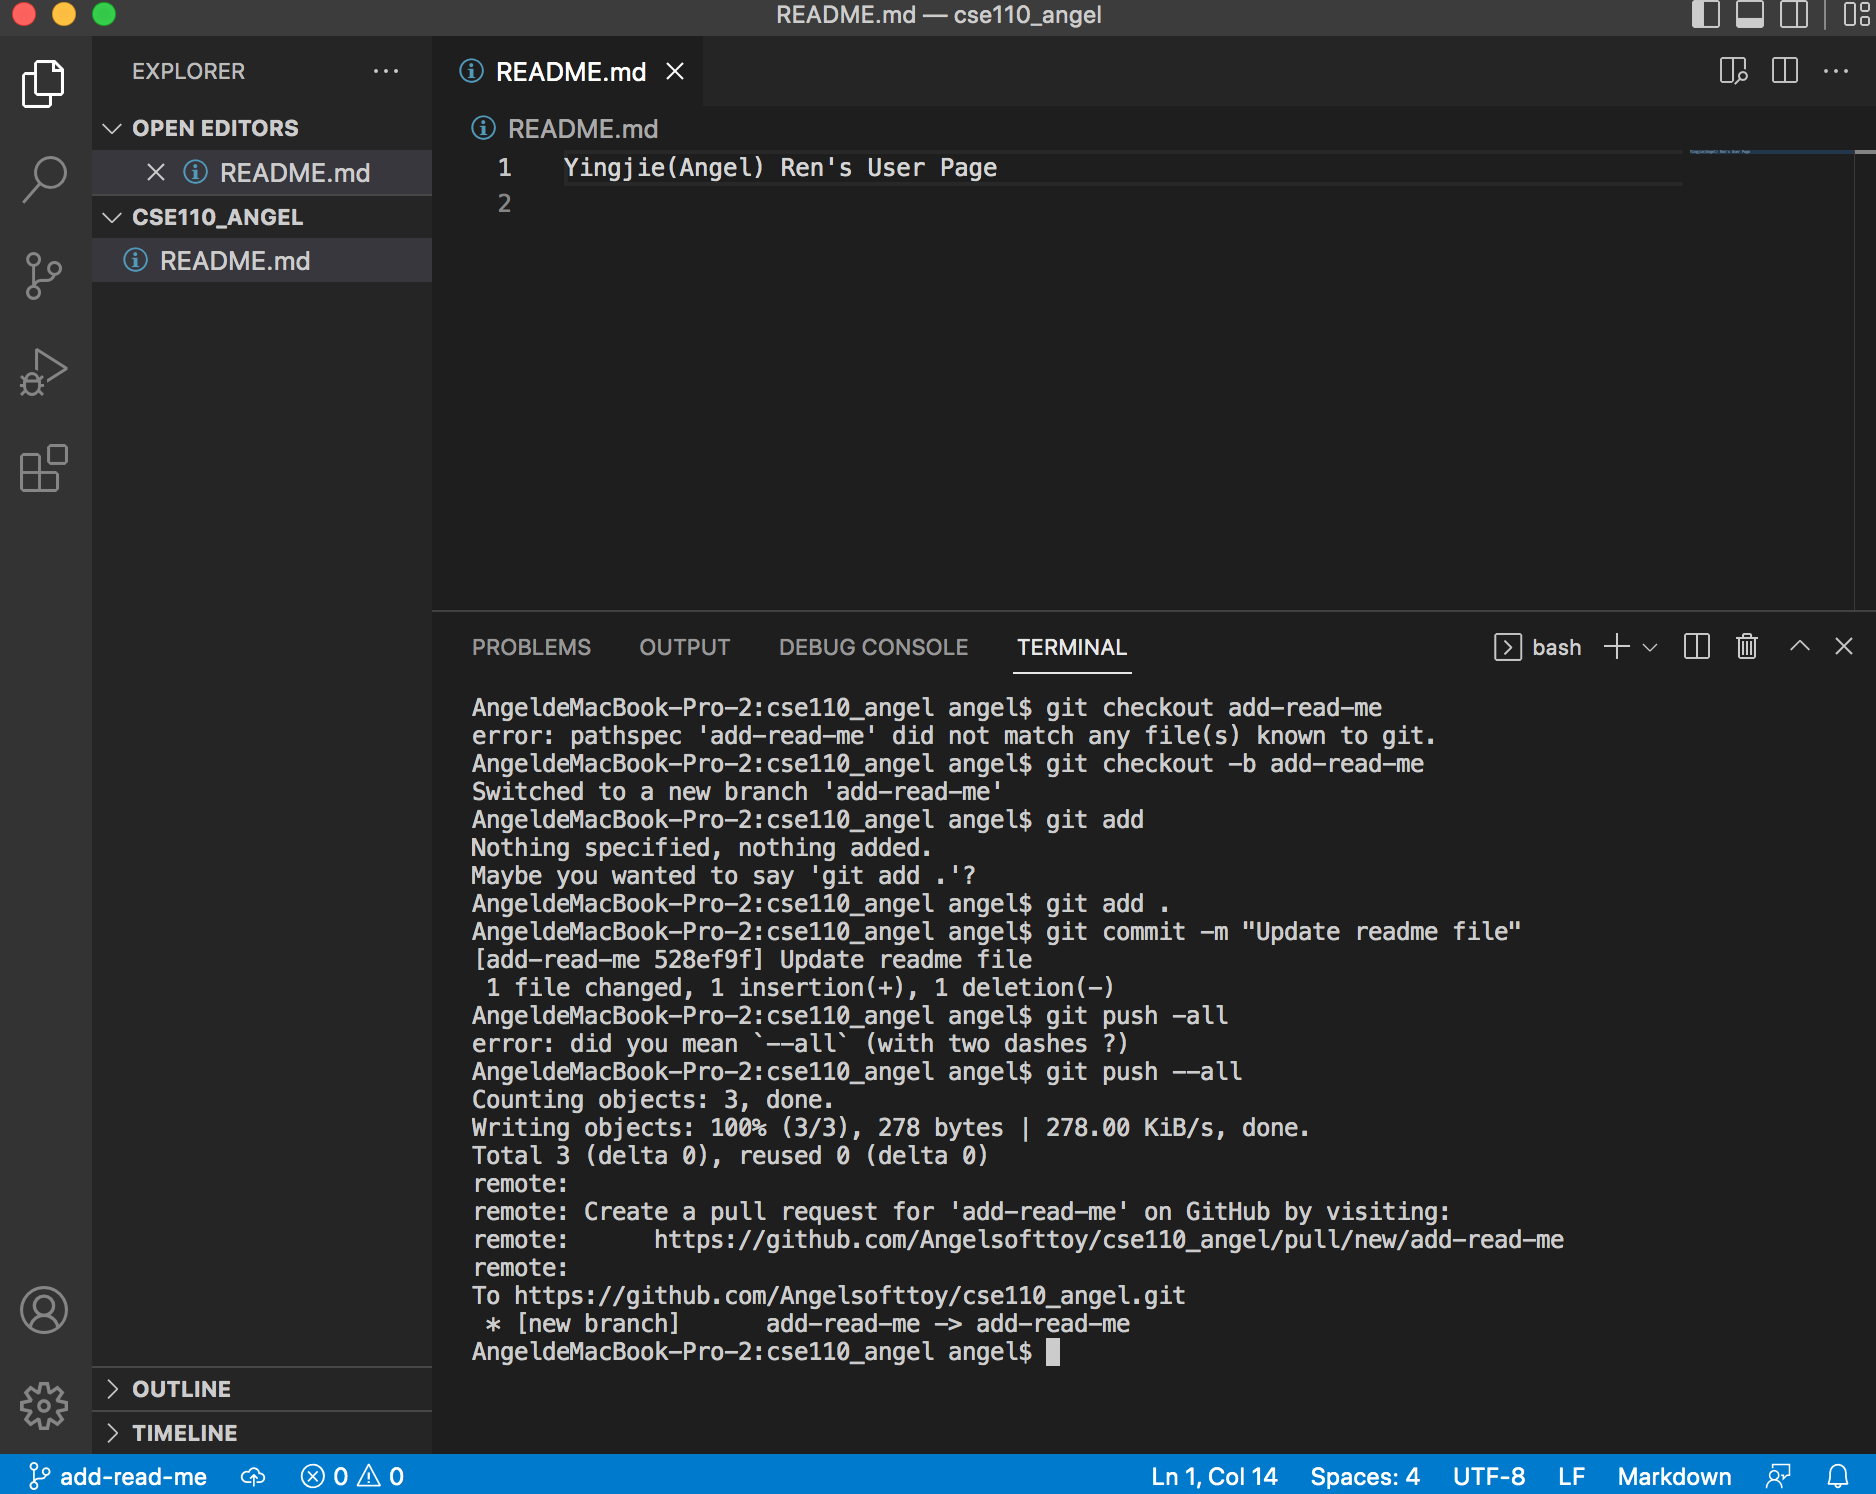 README.md — cse110_angel
EXPLORER
OPEN EDITORS
README.md
CSE110_ANGEL
README.md
OUTLINE
TIMELINE
README.md
README.md
1 Yingjie(Angel) Ren's User Page
2
PROBLEMS OUTPUT DEBUG CONSOLE TERMINAL bash
AngeldeMacBook-Pro-2:cse110_angel angel$ git checkout add-read-me
error: pathspec 'add-read-me' did not match any file(s) known to git.
AngeldeMacBook-Pro-2:cse110_angel angel$ git checkout -b add-read-me
Switched to a new branch 'add-read-me'
AngeldeMacBook-Pro-2:cse110_angel angel$ git add
Nothing specified, nothing added.
Maybe you wanted to say 'git add .'?
AngeldeMacBook-Pro-2:cse110_angel angel$ git add .
AngeldeMacBook-Pro-2:cse110_angel angel$ git commit -m "Update readme file"
[add-read-me 528ef9f] Update readme file
 1 file changed, 1 insertion(+), 1 deletion(-)
AngeldeMacBook-Pro-2:cse110_angel angel$ git push -all
error: did you mean `--all` (with two dashes ?)
AngeldeMacBook-Pro-2:cse110_angel angel$ git push --all
Counting objects: 3, done.
Writing objects: 100% (3/3), 278 bytes | 278.00 KiB/s, done.
Total 3 (delta 0), reused 0 (delta 0)
remote:
remote: Create a pull request for 'add-read-me' on GitHub by visiting:
remote:      https://github.com/Angelsofttoy/cse110_angel/pull/new/add-read-me
remote:
To https://github.com/Angelsofttoy/cse110_angel.git
 * [new branch]      add-read-me -> add-read-me
AngeldeMacBook-Pro-2:cse110_angel angel$
add-read-me 0 0 Ln 1, Col 14 Spaces: 4 UTF-8 LF Markdown